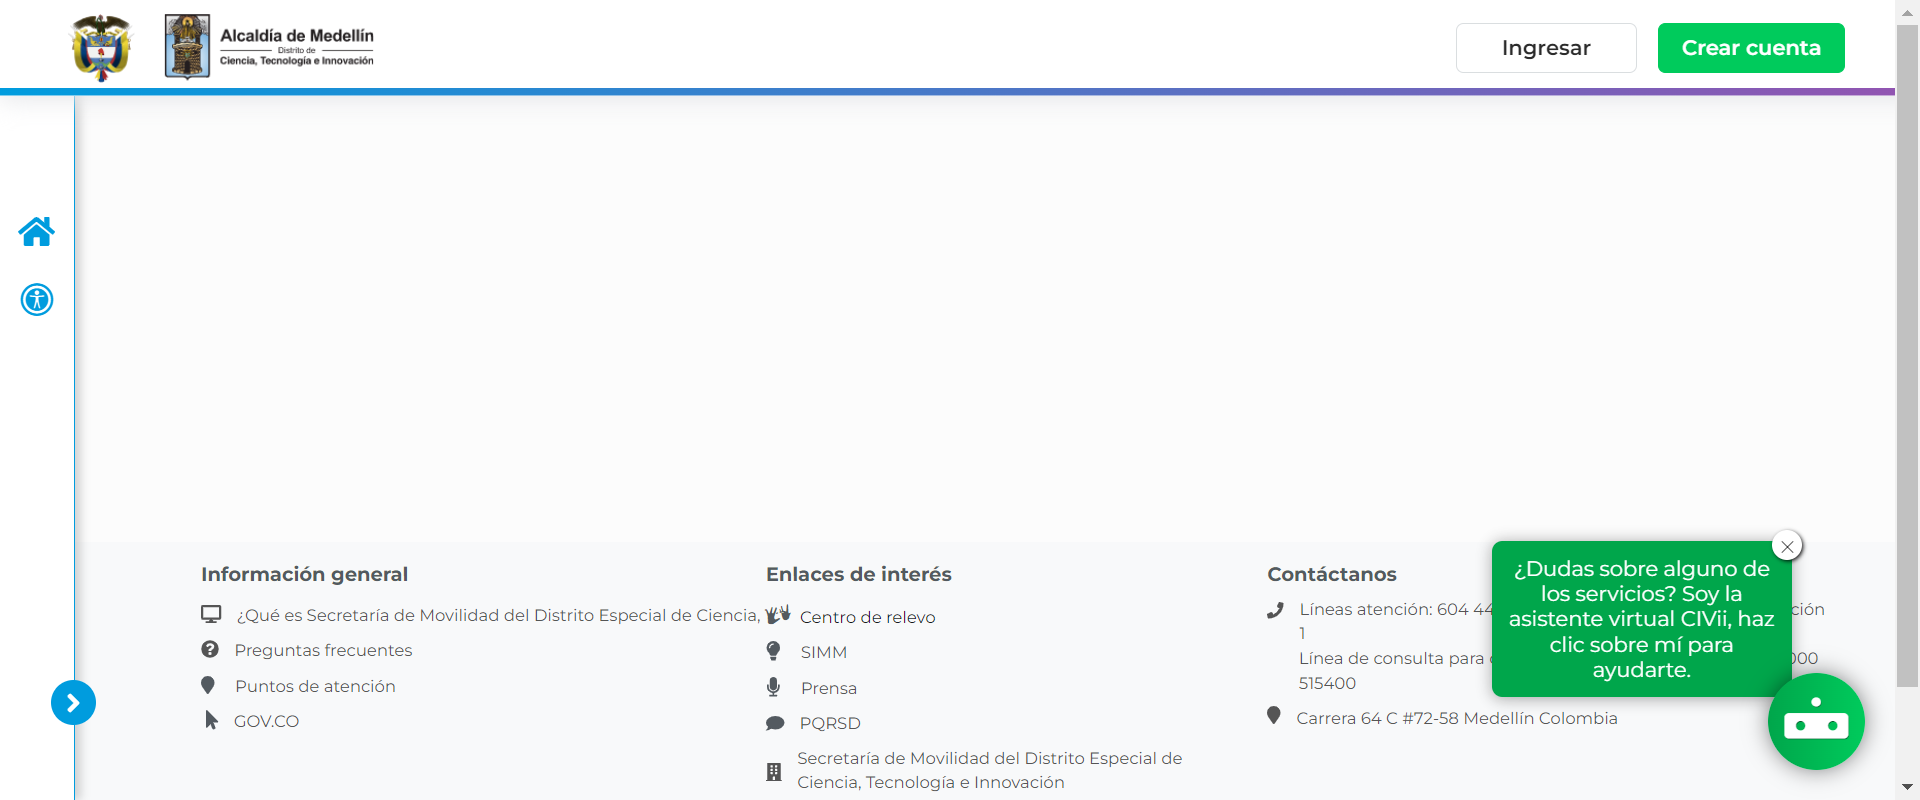 Alcaldía de Medellín
Distrito de
Ciencia, Tecnología e Innovación
Ingresar
Crear cuenta
Información general
¿Qué es Secretaría de Movilidad del Distrito Especial de Ciencia,
Preguntas frecuentes
Puntos de atención
GOV.CO
Enlaces de interés
Centro de relevo
SIMM
Prensa
PQRSD
Secretaría de Movilidad del Distrito Especial de
Ciencia, Tecnología e Innovación
Contáctanos
Líneas atención: 604 44
1
Línea de consulta para
515400
Carrera 64 C #72-58 Medellín Colombia
¿Dudas sobre alguno de
los servicios? Soy la
asistente virtual CIVii, haz
clic sobre mí para
ayudarte.